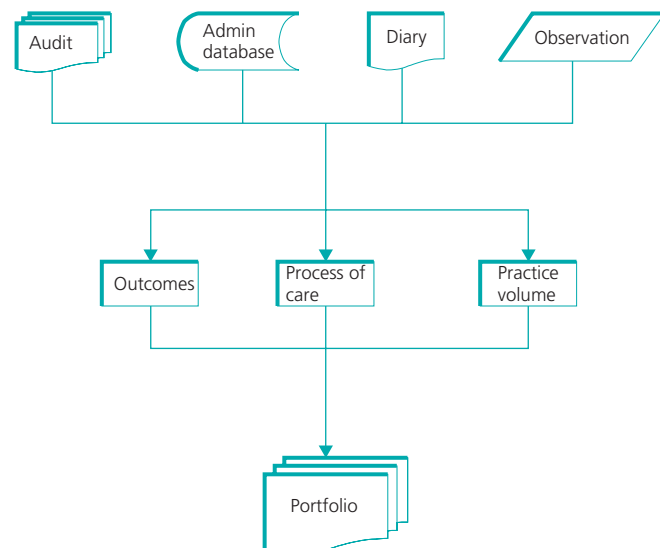 Audit
Admin
database
Diary
Observation
Outcomes
Process of
care
Practice
volume
Portfolio